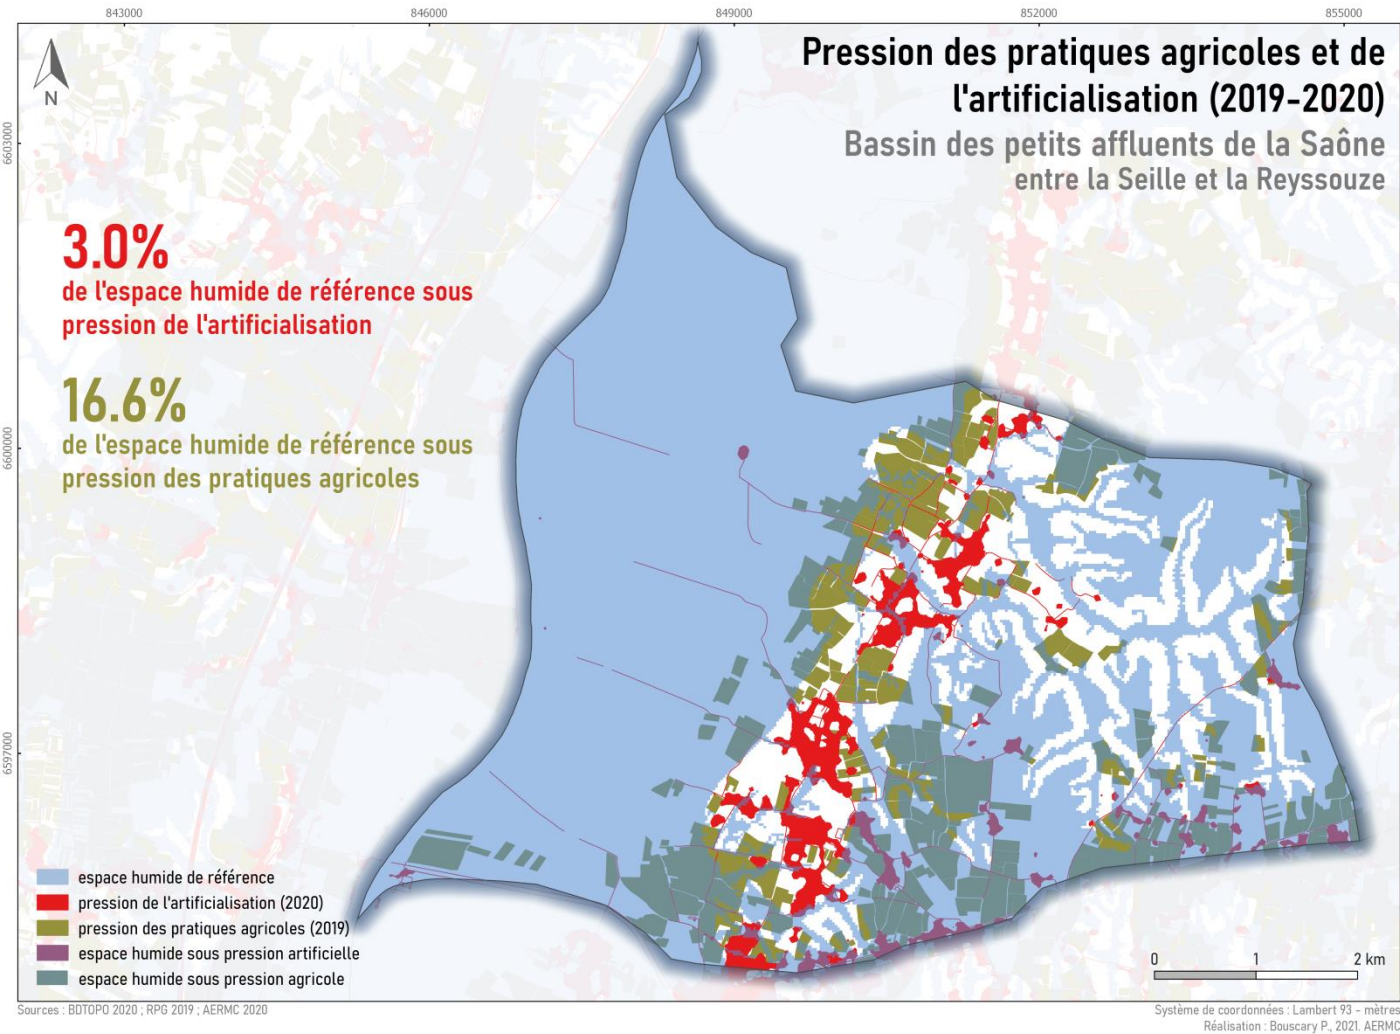 843000
846000
849000
852000
855000
6603000
6600000
6597000
N
Pression des pratiques agricoles et de
l'artificialisation (2019-2020)
Bassin des petits affluents de la Saône
entre la Seille et la Reyssouze
3.0%
de l'espace humide de référence sous
pression de l'artificialisation
16.6%
de l'espace humide de référence sous
pression des pratiques agricoles
espace humide de référence
pression de l'artificialisation (2020)
pression des pratiques agricoles (2019)
espace humide sous pression artificielle
espace humide sous pression agricole
0 1 2 km
Sources : BDTOPO 2020 ; RPG 2019 ; AERMC 2020
Système de coordonnées : Lambert 93 - mètres
Réalisation : Bouscary P., 2021. AERMC